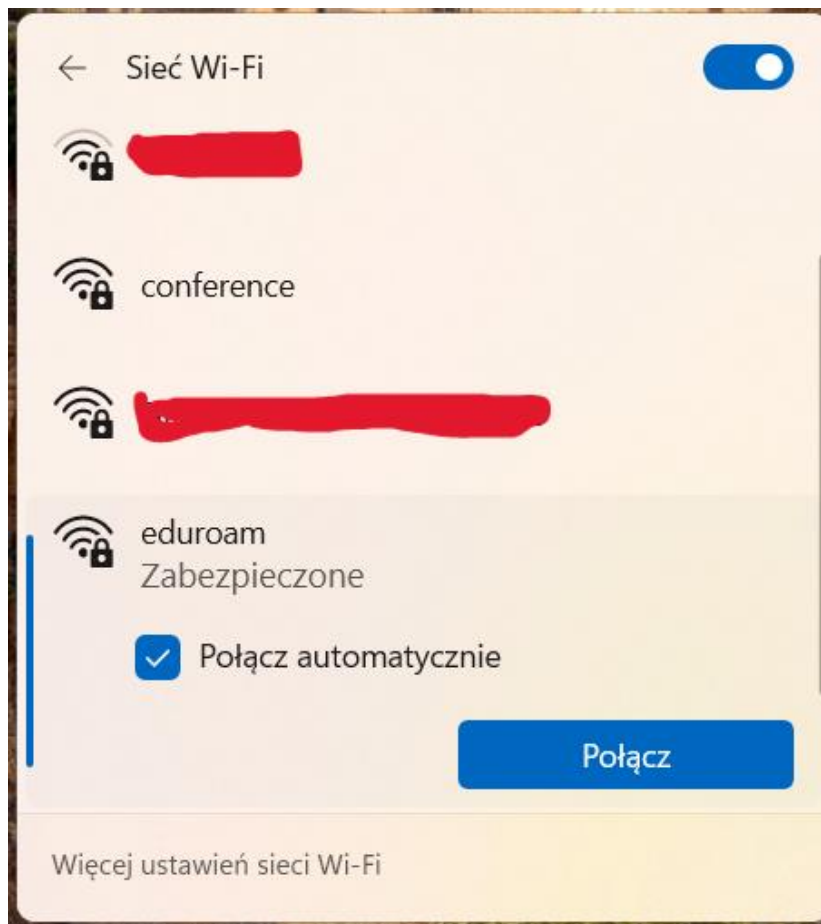 Sieć Wi-Fi
conference
eduroam
Zabezpieczone
Połącz automatycznie
Połącz
Więcej ustawień sieci Wi-Fi